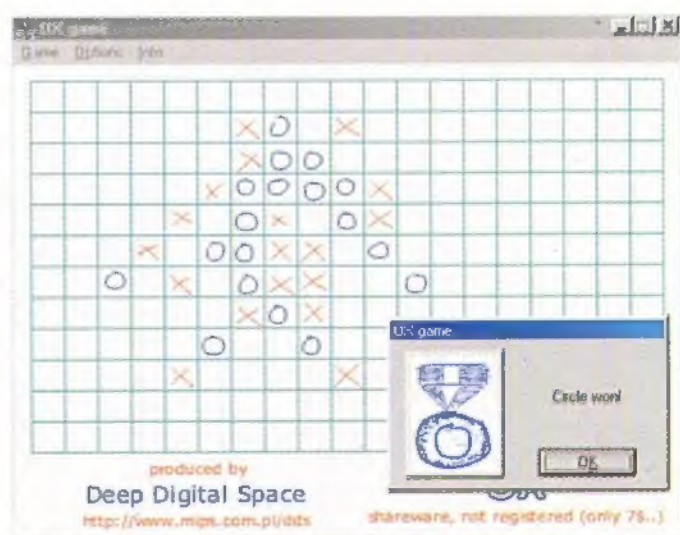 OX game
Game Options Info
OX game
Circle won!
OK
produced by
Deep Digital Space
OX
http://www.mips.com.pl/dds
shareware, not registered (only 7$..)